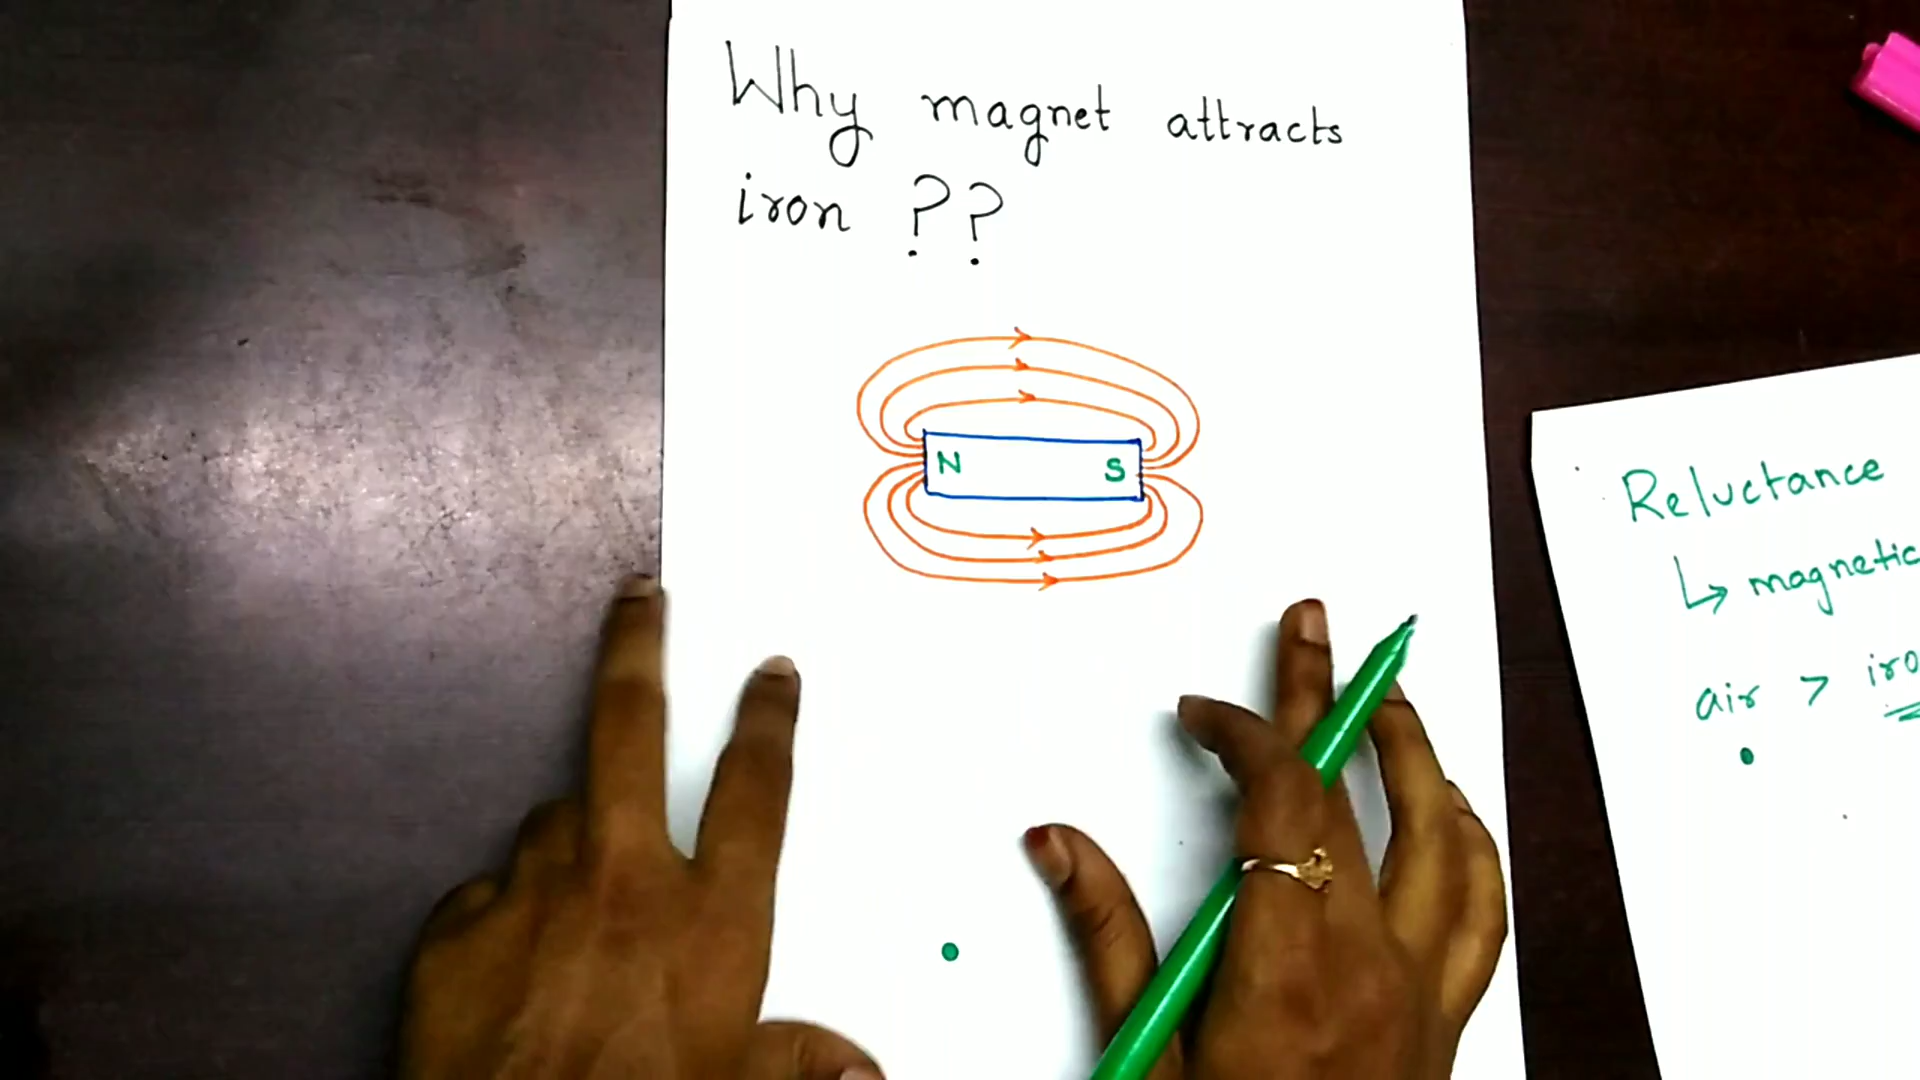 Why magnet attracts
iron ??
N S
Reluctance
↳ magnetic
air >